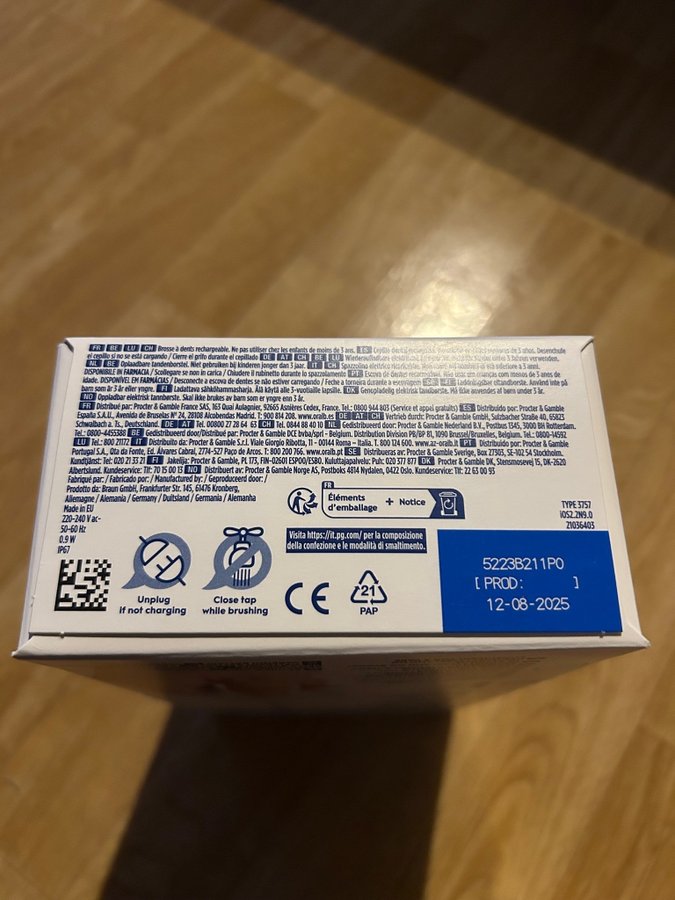 FR BE LU CH Brosse à dents rechargeable. Ne pas utiliser chez les enfants de moins de 3 ans. ES
el cepillo si no se está cargando / Cierre el grifo durante el cepillado DE AT CH BE LU
NL BE Oplaadbare tandenborstel. Niet gebruiken bij kinderen jonger dan 3 jaar. IT CH Spazzolino
DISPONIBILE IN FARMACIA / Scollegare se non in carica / Chiudere il rubinetto durante lo spazzolamento
idade. DISPONÍVEL EM FARMÁCIAS / Desconecte a escova de dentes se não estiver carregando / Feche a torneira durante a escovagem
barn som är 3 år eller yngre. FI Ladattava sähköhammasharja. Älä käytä alle 3-vuotiaille lapsille. DK Genopladelig elektrisk tandbørste. Må ikke anvendes af børn under 3 år.
NO Oppladbar elektrisk tannbørste. Skal ikke brukes av barn som er yngre enn 3 år.
FR Distribué par: Procter & Gamble France SAS, 163 Quai Aulagnier, 92665 Asnières Cedex, France. Tel.: 0800 944 803 (Service et appel gratuits) ES Distribuido por: Procter & Gamble
España S.A.U., Avenida de Bruselas Nº 24, 28108 Alcobendas Madrid. T: 900 814 208. www.oralb.es DE AT CH Vertrieb durch: Procter & Gamble GmbH, Sulzbacher Straße 40, 65823
Schwalbach a. Ts., Deutschland. DE AT Tel. 00800 27 28 64 63 CH Tel. 0844 88 40 10 NL Gedistribueerd door: Procter & Gamble Nederland B.V., Postbus 1345, 3000 BH Rotterdam.
Tel.: 0800-4453388 BE Gedistribueerd door/Distribué par: Procter & Gamble DCE bvba/sprl - Belgium. Distribution Division PB/BP 81, 1090 Brussel/Bruxelles, Belgium. Tel.: 0800-14592
LU Tel.: 800 21172 IT Distribuito da: Procter & Gamble S.r.l. Viale Giorgio Ribotta, 11 - 00144 Roma - Italia. T: 800 124 600. www.oralb.it PT Distribuído por: Procter & Gamble
Portugal S.A., Qta da Fonte, Ed. Álvares Cabral, 2774-527 Paço de Arcos. T: 800 200 766. www.oralb.pt SE Distribueras av: Procter & Gamble Sverige, Box 27303, SE-102 54 Stockholm.
Kundtjänst: Tel: 020 21 33 21 FI Jakelija: Procter & Gamble, PL 173, FIN-02601 ESPOO/ESBO. Kuluttajapalvelu: Puh: 020 377 877 DK Procter & Gamble DK, Stensmosevej 15, DK-2620
Albertslund. Kundeservice: Tlf: 70 15 00 13 NO Distribuert av: Procter & Gamble Norge AS, Postboks 4814 Nydalen, 0422 Oslo. Kundeservice: Tlf: 22 63 00 93
Fabriqué par: / Fabricado por: / Manufactured by: / Geproduceerd door: /
Prodotto da: Braun GmbH, Frankfurter Str. 145, 61476 Kronberg,
Allemagne / Alemania / Germany / Duitsland / Germania / Alemanha
Made in EU
220-240 V ac~
50-60 Hz
0.9 W
IP67
FR
Éléments
d'emballage + Notice
TYPE 3757
iOS2.2N9.0
Z1036403
Visita https://it.pg.com/ per la composizione
della confezione e le modalità di smaltimento.
Unplug
if not charging
Close tap
while brushing
CE
21
PAP
5223B211P0
[ PROD: ]
12-08-2025